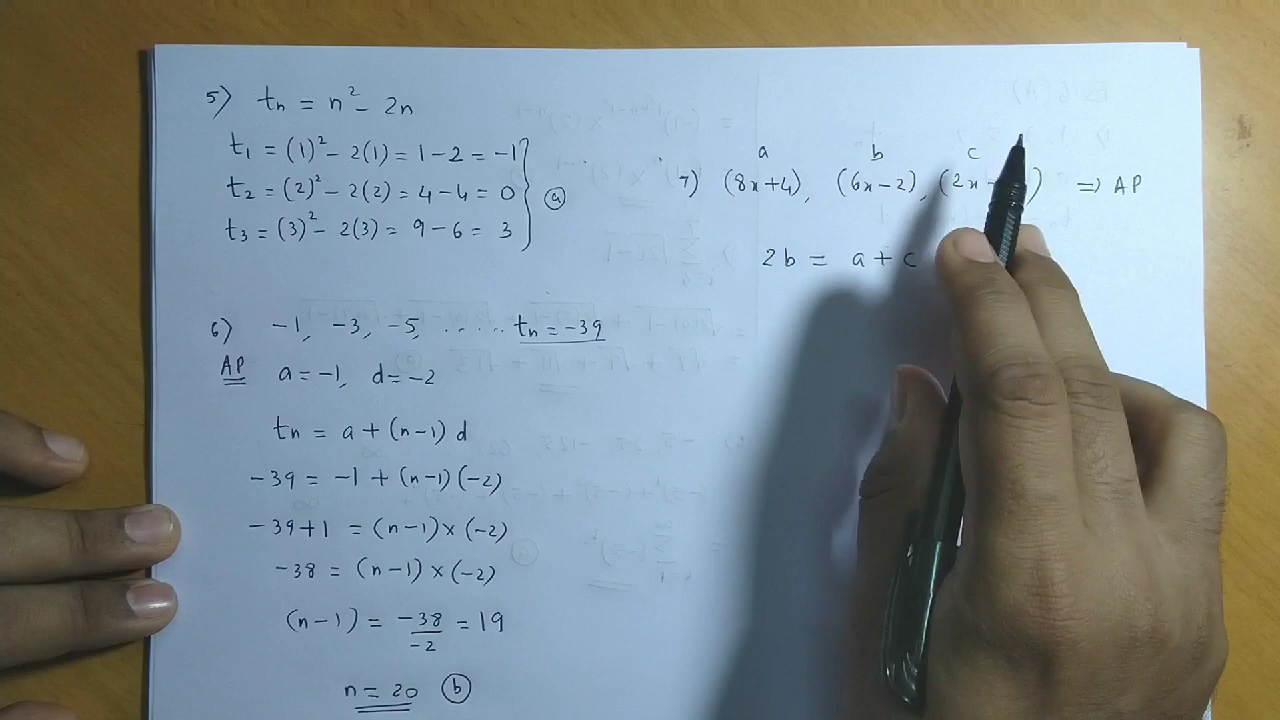 5) tn = n² - 2n
t1 = (1)² - 2(1) = 1 - 2 = -1
t2 = (2)² - 2(2) = 4 - 4 = 0 (a)
t3 = (3)² - 2(3) = 9 - 6 = 3
6) -1, -3, -5, ...... tn = -39
AP a = -1, d = -2
tn = a + (n-1) d
-39 = -1 + (n-1) (-2)
-39+1 = (n-1) × (-2)
-38 = (n-1) × (-2)
(n-1) = -38/-2 = 19
n = 20 (b)
a b c
7) (8x+4), (6x-2), (2x- ) ⇒ AP
2b = a + c